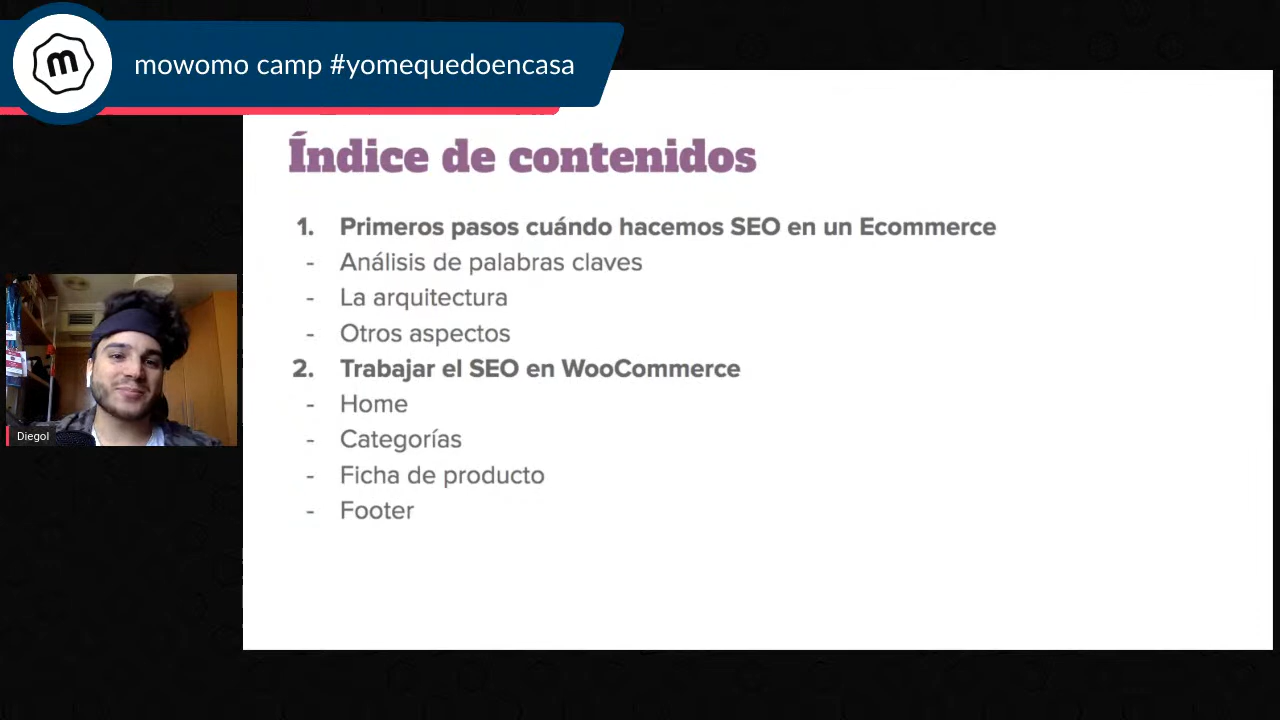 m
mowomo camp #yomequedoencasa
Índice de contenidos
1. Primeros pasos cuándo hacemos SEO en un Ecommerce
- Análisis de palabras claves
- La arquitectura
- Otros aspectos
2. Trabajar el SEO en WooCommerce
- Home
- Categorías
- Ficha de producto
- Footer
Diegol